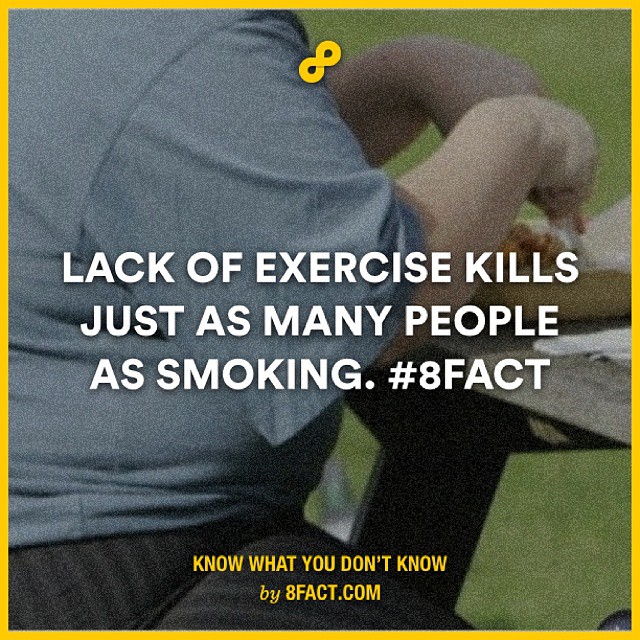 LACK OF EXERCISE KILLS
JUST AS MANY PEOPLE
AS SMOKING. #8FACT
KNOW WHAT YOU DON'T KNOW
by 8FACT.COM